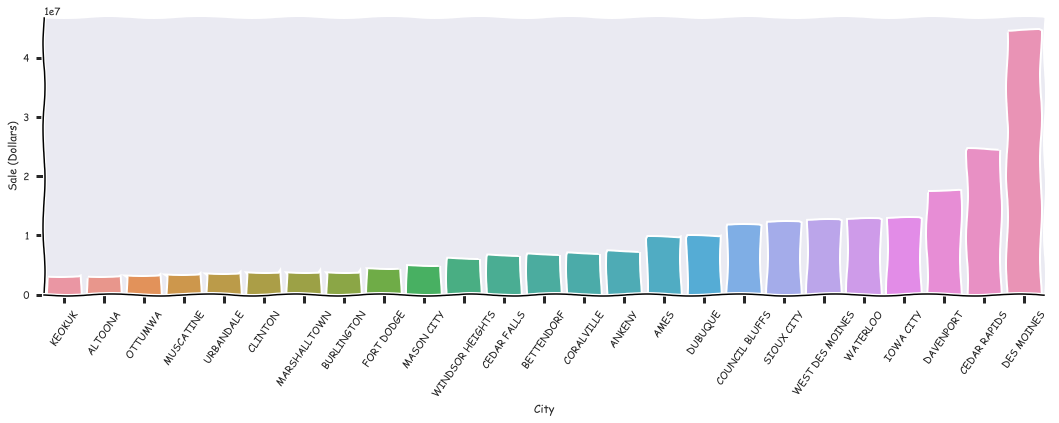 1e7
4
3
2
1
0
Sale (Dollars)
KEOKUK
ALTOONA
OTTUMWA
MUSCATINE
URBANDALE
CLINTON
MARSHALLTOWN
BURLINGTON
FORT DODGE
MASON CITY
WINDSOR HEIGHTS
CEDAR FALLS
BETTENDORF
CORALVILLE
ANKENY
AMES
DUBUQUE
COUNCIL BLUFFS
SIOUX CITY
WEST DES MOINES
WATERLOO
IOWA CITY
DAVENPORT
CEDAR RAPIDS
DES MOINES
City